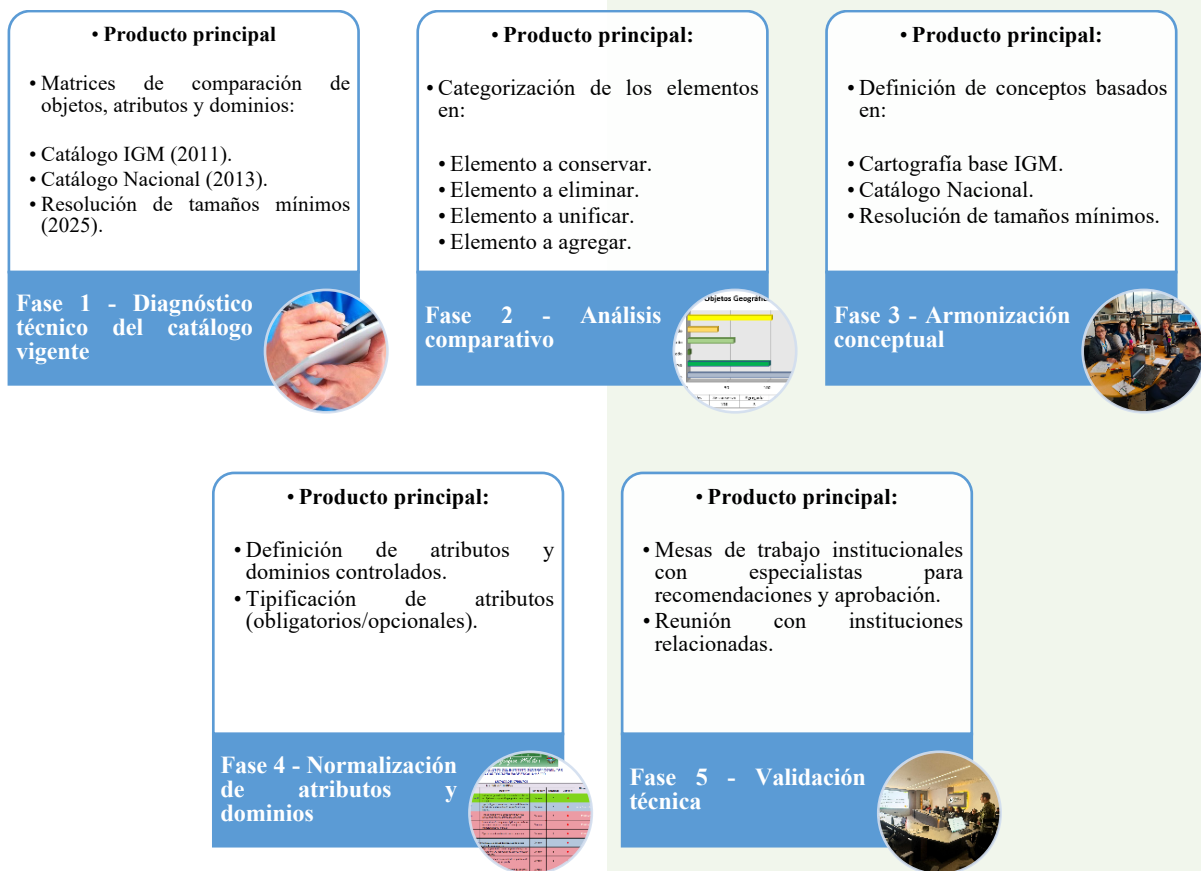 • Producto principal
• Matrices de comparación de
objetos, atributos y dominios:
• Catálogo IGM (2011).
• Catálogo Nacional (2013).
• Resolución de tamaños mínimos
(2025).
Fase 1 - Diagnóstico
técnico del catálogo
vigente
• Producto principal:
• Categorización de los elementos
en:
• Elemento a conservar.
• Elemento a eliminar.
• Elemento a unificar.
• Elemento a agregar.
Fase 2 - Análisis
comparativo
• Producto principal:
• Definición de conceptos basados
en:
• Cartografía base IGM.
• Catálogo Nacional.
• Resolución de tamaños mínimos.
Fase 3 - Armonización
conceptual
• Producto principal:
• Definición de atributos y
dominios controlados.
• Tipificación de atributos
(obligatorios/opcionales).
Fase 4 - Normalización
de atributos y
dominios
• Producto principal:
• Mesas de trabajo institucionales
con especialistas para
recomendaciones y aprobación.
• Reunión con instituciones
relacionadas.
Fase 5 - Validación
técnica